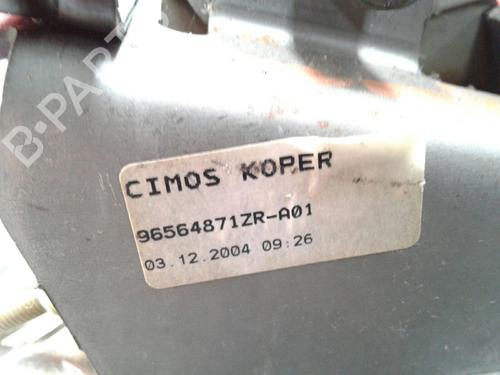 B-PARTS
CIMOS KOPER
96564871ZR-A01
03.12.2004 09:26